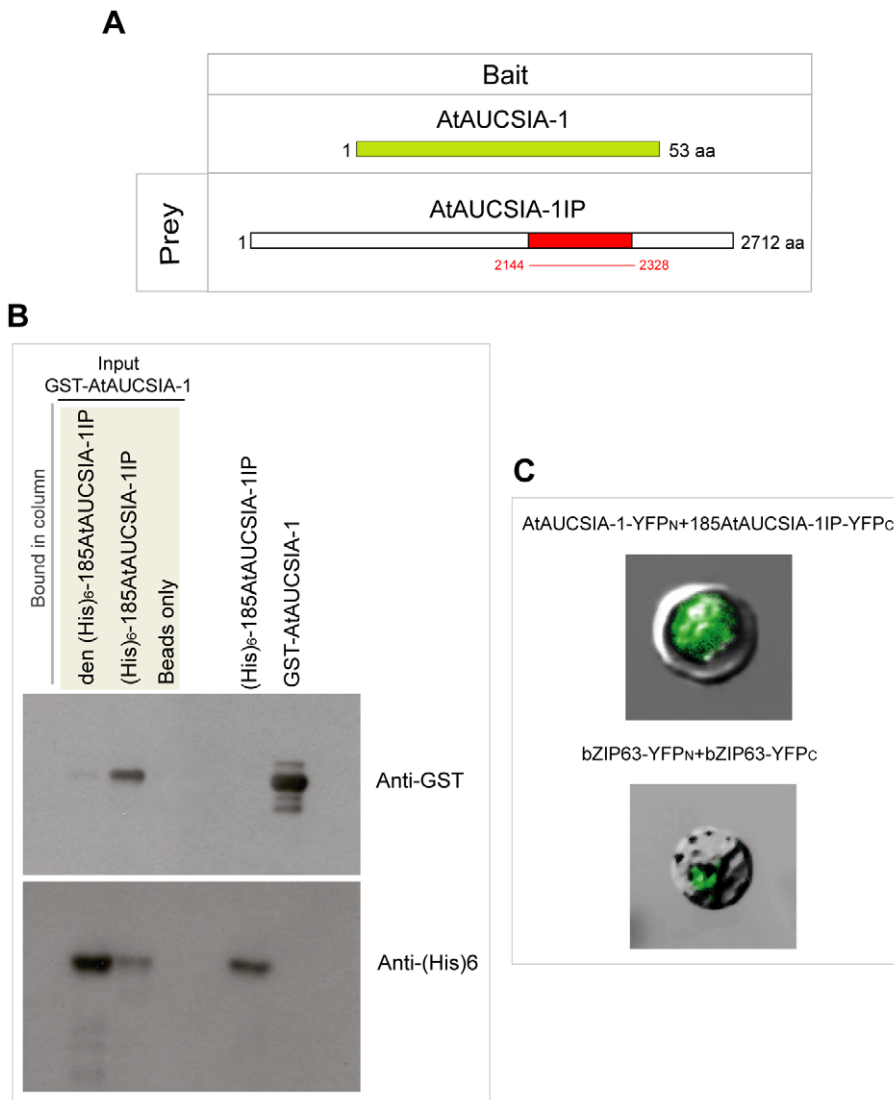 A
Bait
AtAUCSIA-1
1 53 aa
Prey
AtAUCSIA-1IP
1 2712 aa
2144 2328
B
Input
GST-AtAUCSIA-1
Bound in column
den (His)6-185AtAUCSIA-1IP
(His)6-185AtAUCSIA-1IP
Beads only
(His)6-185AtAUCSIA-1IP
GST-AtAUCSIA-1
Anti-GST
Anti-(His)6
C
AtAUCSIA-1-YFPN+185AtAUCSIA-1IP-YFPC
bZIP63-YFPN+bZIP63-YFPC